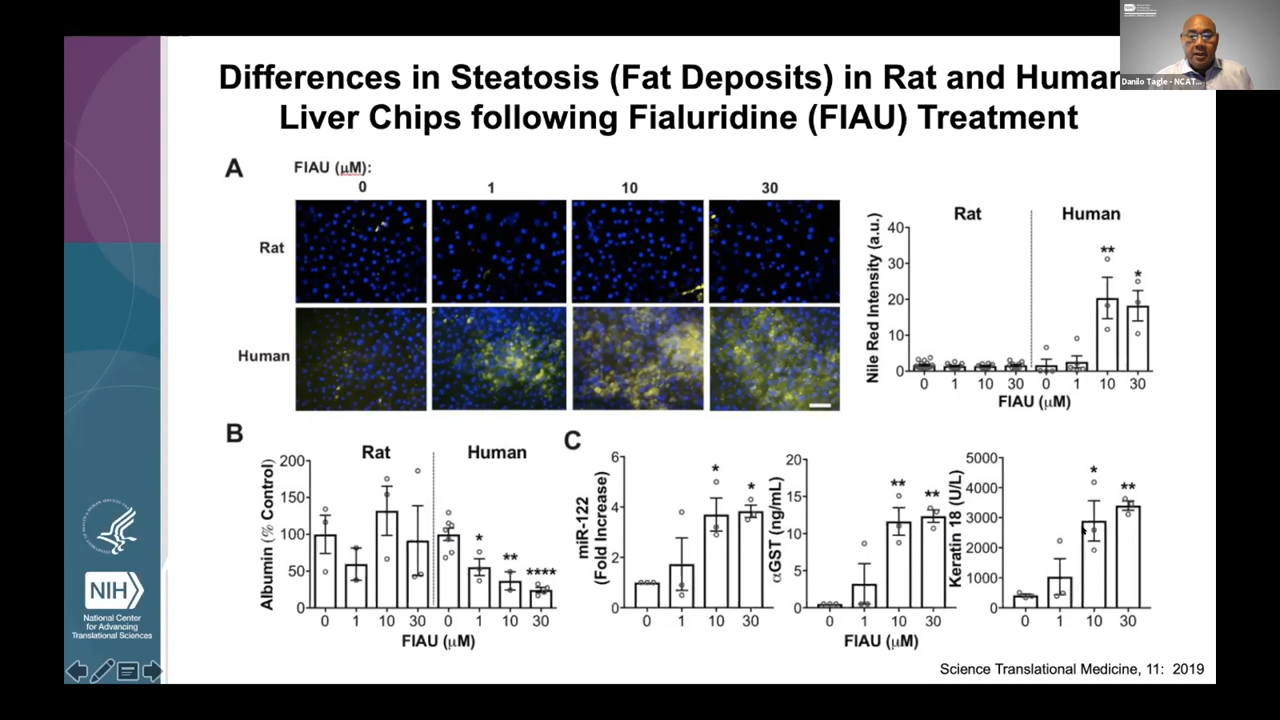 Differences in Steatosis (Fat Deposits) in Rat and Human
Liver Chips following Fialuridine (FIAU) Treatment
NIH
Danilo Tagle - NCAT...
A
FIAU (μM):
0 1 10 30
Rat
Human
Nile Red Intensity (a.u.)
Rat Human
40
30
20
10
0
** *
0 1 10 30 0 1 10 30
FIAU (μM)
B
Albumin (% Control)
Rat Human
200
150
100
50
0
* ** ****
0 1 10 30 0 1 10 30
FIAU (μM)
C
miR-122
(Fold Increase)
6
4
2
0
* *
0 1 10 30
αGST (ng/mL)
20
15
10
5
0
** **
0 1 10 30
FIAU (μM)
Keratin 18 (U/L)
5000
4000
3000
2000
1000
0
* **
0 1 10 30
NIH
National Center
for Advancing
Translational Sciences
Science Translational Medicine, 11: 2019